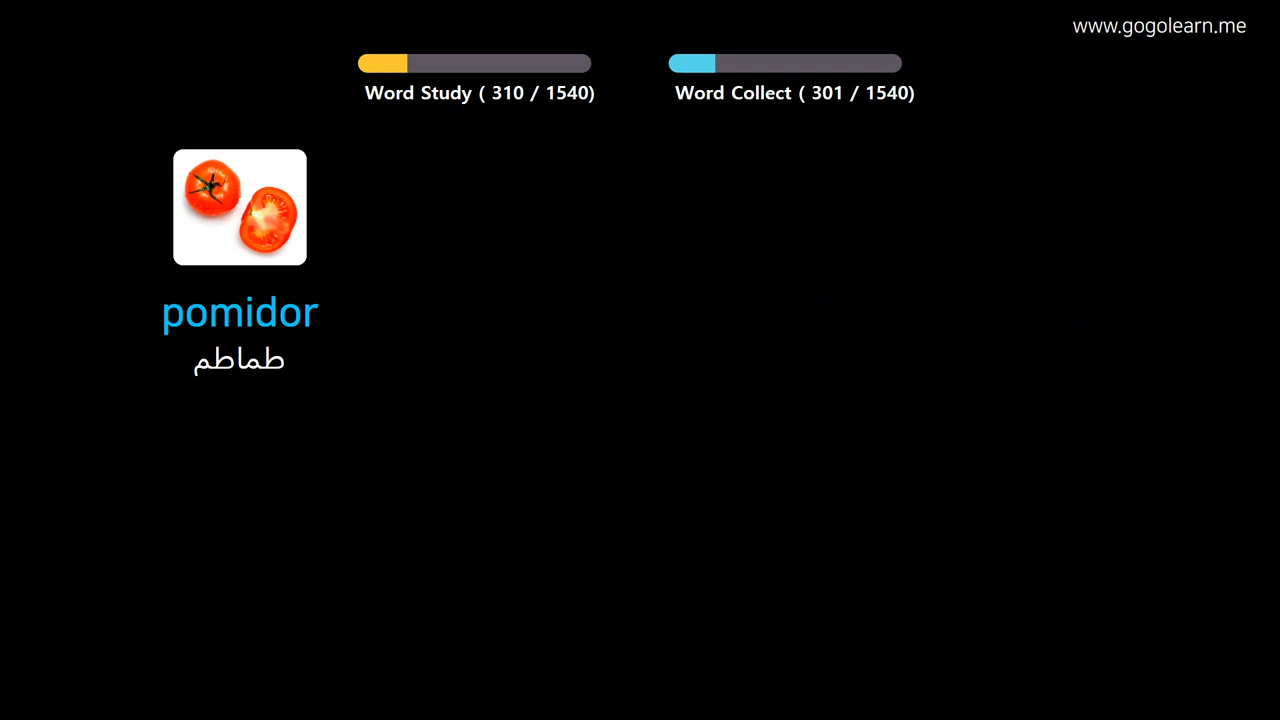 www.gogolearn.me
Word Study ( 310 / 1540)
Word Collect ( 301 / 1540)
pomidor
طماطم